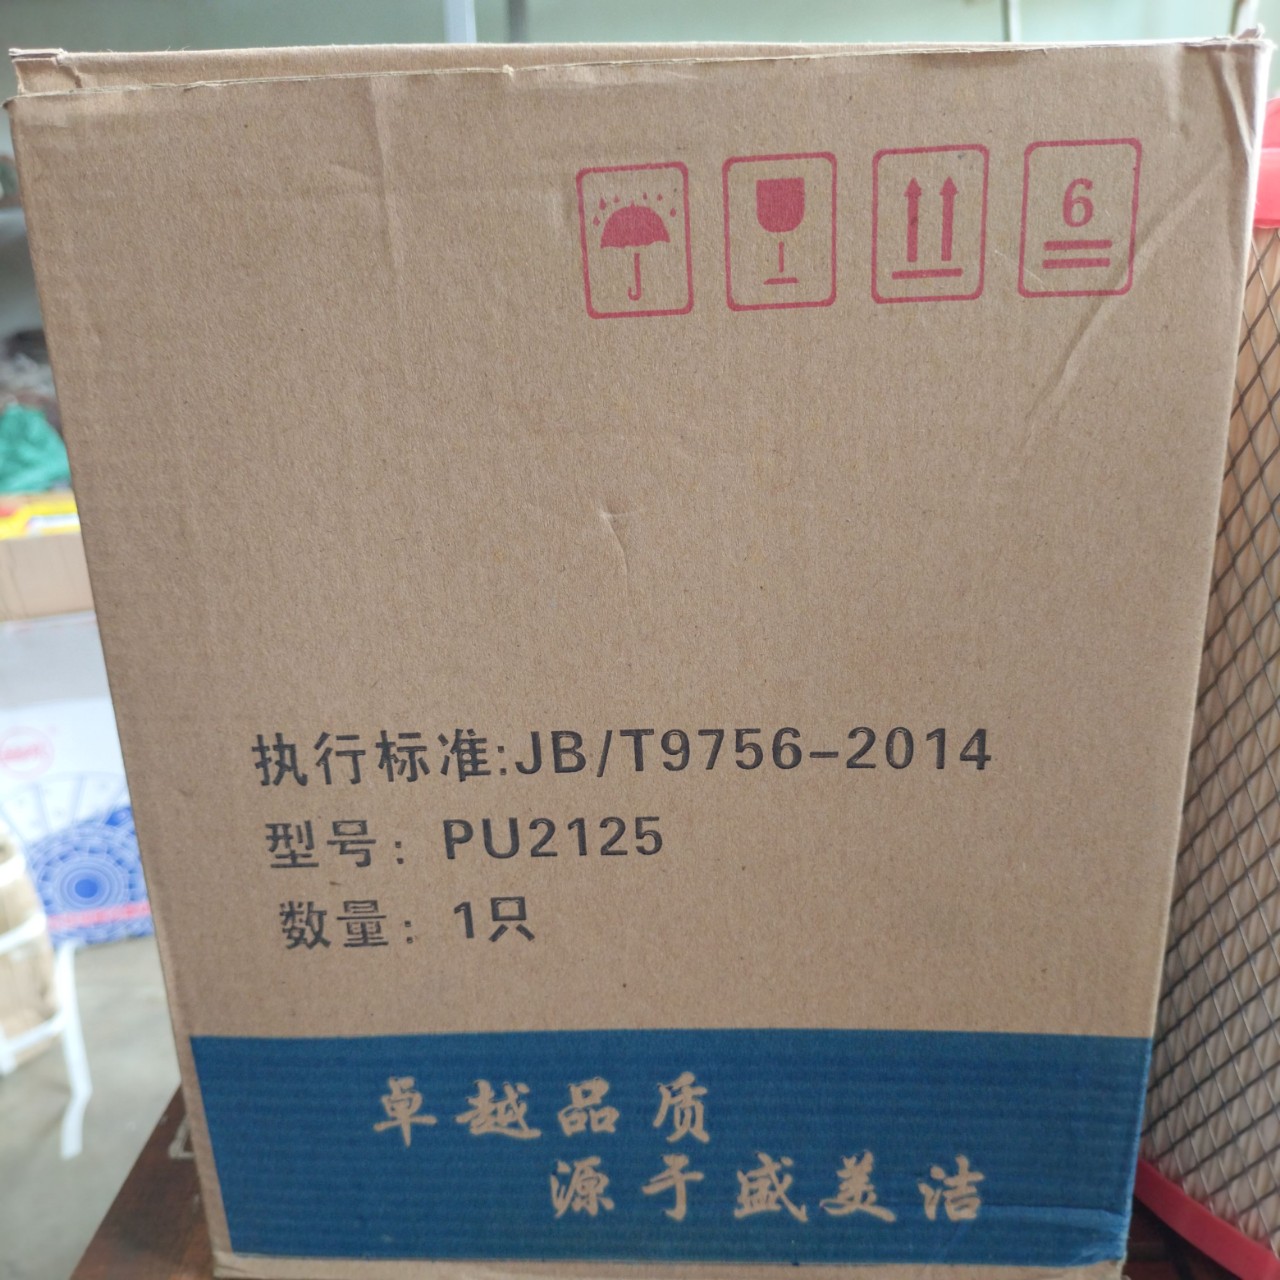 6
执行标准:JB/T9756-2014
型号: PU2125
数量: 1只
卓越品质
源于盛美洁